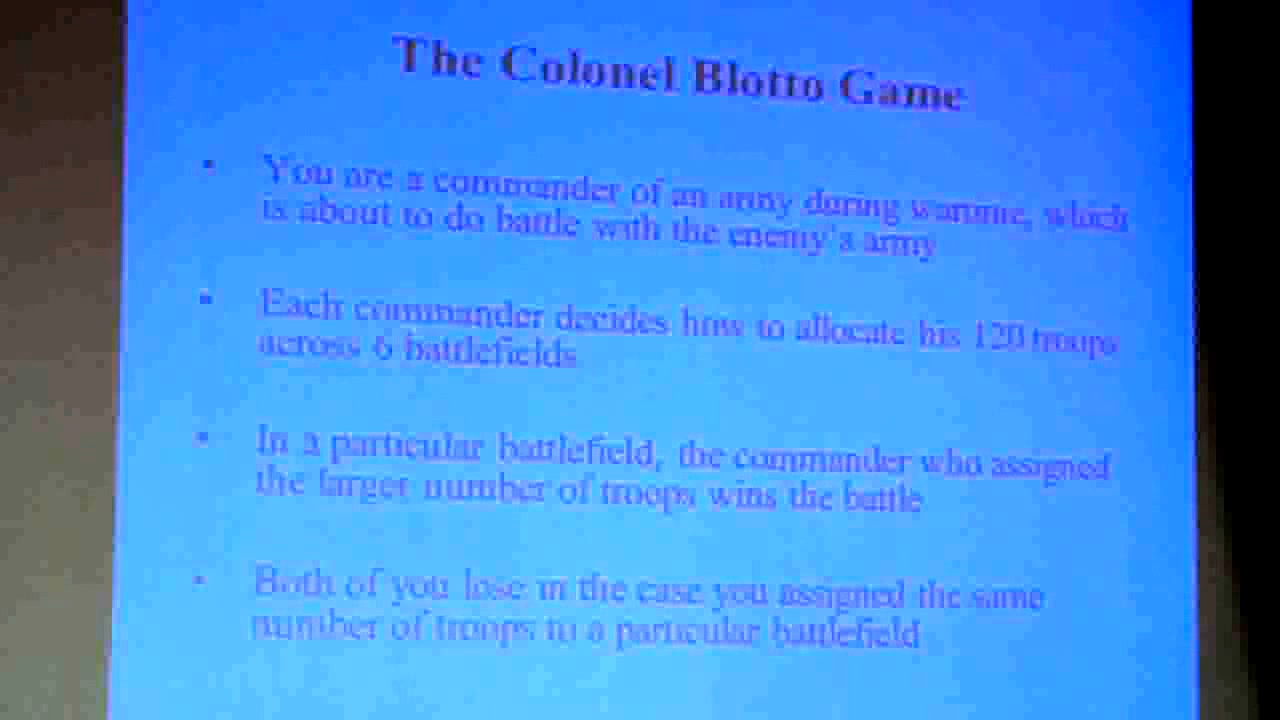 The Colonel Blotto Game
• You are a commander of an army during wartime, which
is about to do battle with the enemy's army
• Each commander decides how to allocate his 120 troops
across 6 battlefields
• In a particular battlefield, the commander who assigned
the larger number of troops wins the battle
• Both of you lose in the case you assigned the same
number of troops to a particular battlefield